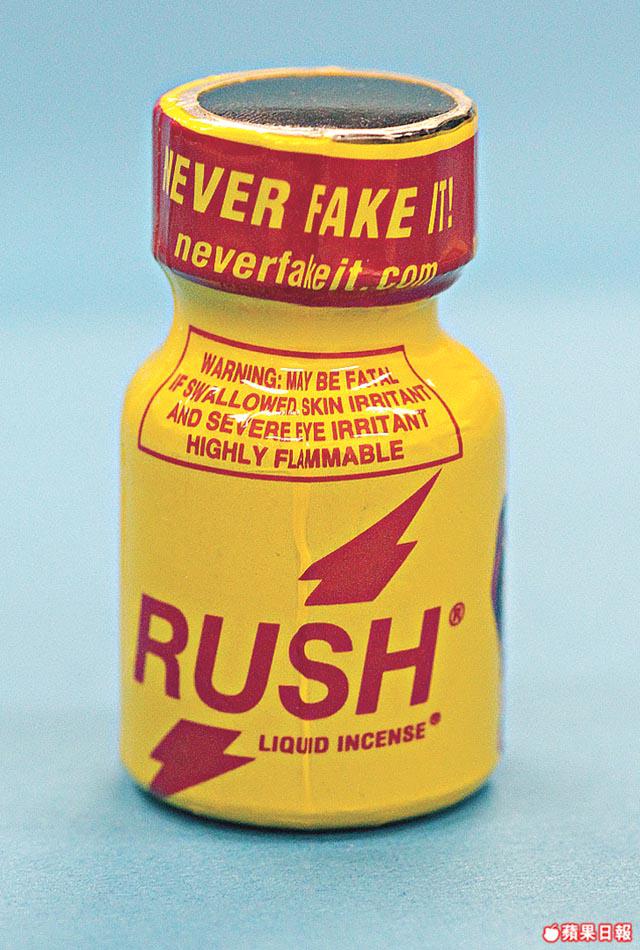 NEVER FAKE IT!
neverfakeit.com
WARNING: MAY BE FATAL
IF SWALLOWED, SKIN IRRITANT
AND SEVERE EYE IRRITANT
HIGHLY FLAMMABLE
RUSH®
LIQUID INCENSE®
蘋果日報